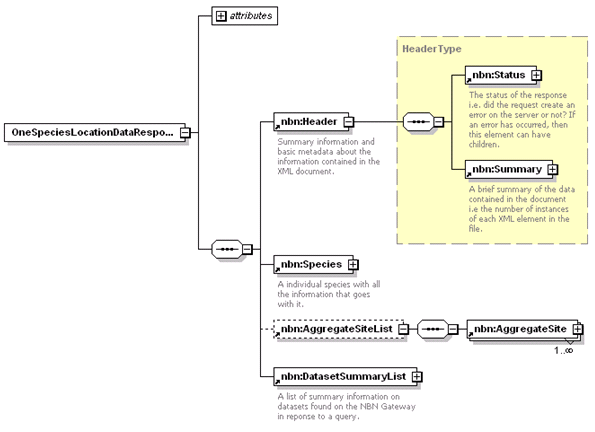 attributes
HeaderType
nbn:Status
The status of the response
i.e. did the request create an
error on the server or not? If
an error has occurred, then
this element can have
children.
OneSpeciesLocationDataRespo...
nbn:Header
Summary information and
basic metadata about the
information contained in the
XML document.
nbn:Summary
A brief summary of the data
contained in the document
i.e the number of instances
of each XML element in the
file.
nbn:Species
A individual species with all
the information that goes
with it.
nbn:AggregateSiteList
nbn:AggregateSite
1..∞
nbn:DatasetSummaryList
A list of summary information on
datasets found on the NBN Gateway
in reponse to a query.